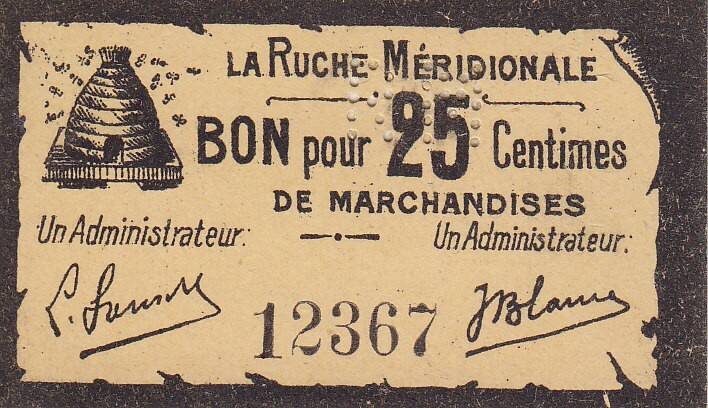 LA RUCHE MÉRIDIONALE
BON pour 25 Centimes
DE MARCHANDISES
Un Administrateur: Un Administrateur:
12367